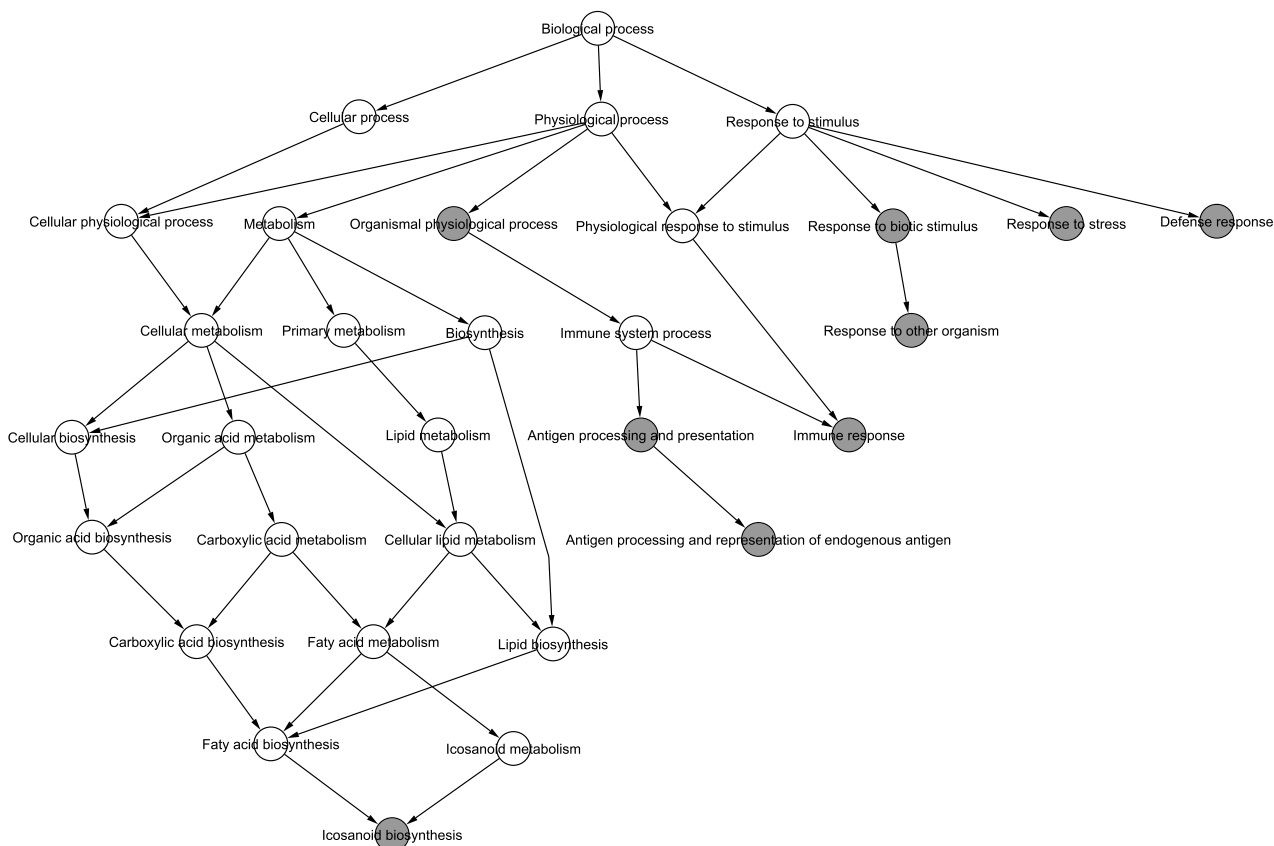 Biological process
Cellular process
Physiological process
Response to stimulus
Cellular physiological process
Metabolism
Organismal physiological process
Physiological response to stimulus
Response to biotic stimulus
Response to stress
Defense response
Cellular metabolism
Primary metabolism
Biosynthesis
Immune system process
Response to other organism
Cellular biosynthesis
Organic acid metabolism
Lipid metabolism
Antigen processing and presentation
Immune response
Organic acid biosynthesis
Carboxylic acid metabolism
Cellular lipid metabolism
Antigen processing and representation of endogenous antigen
Carboxylic acid biosynthesis
Faty acid metabolism
Lipid biosynthesis
Faty acid biosynthesis
Icosanoid metabolism
Icosanoid biosynthesis